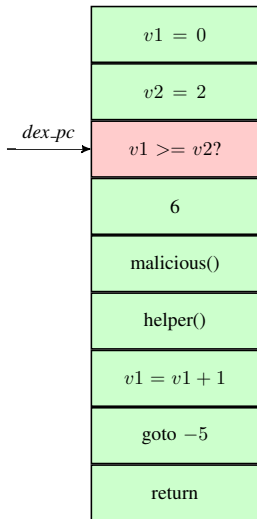 v1 = 0
v2 = 2
dex_pc
v1 >= v2?
6
malicious()
helper()
v1 = v1 + 1
goto −5
return